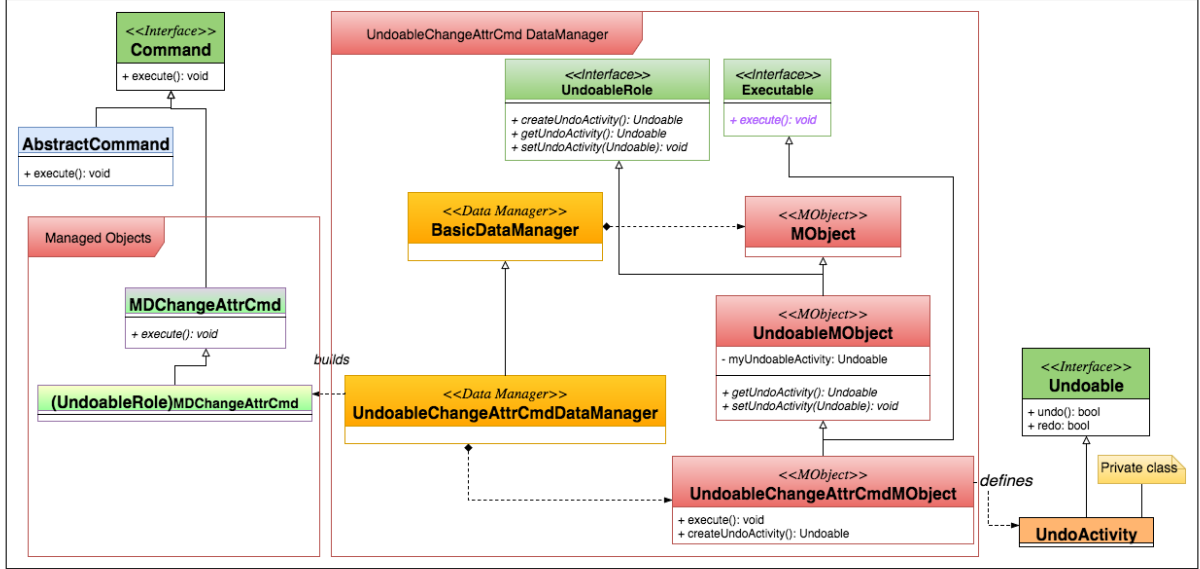 <<Interface>>
Command
+ execute(): void
AbstractCommand
+ execute(): void
Managed Objects
MDChangeAttrCmd
+ execute(): void
(UndoableRole)MDChangeAttrCmd
builds
UndoableChangeAttrCmd DataManager
<<Interface>>
UndoableRole
+ createUndoActivity(): Undoable
+ getUndoActivity(): Undoable
+ setUndoActivity(Undoable): void
<<Interface>>
Executable
+ execute(): void
<<Data Manager>>
BasicDataManager
<<MObject>>
MObject
<<MObject>>
UndoableMObject
- myUndoableActivity: Undoable
+ getUndoActivity(): Undoable
+ setUndoActivity(Undoable): void
<<Data Manager>>
UndoableChangeAttrCmdDataManager
<<MObject>>
UndoableChangeAttrCmdMObject
+ execute(): void
+ createUndoActivity(): Undoable
defines
<<Interface>>
Undoable
+ undo(): bool
+ redo: bool
Private class
UndoActivity